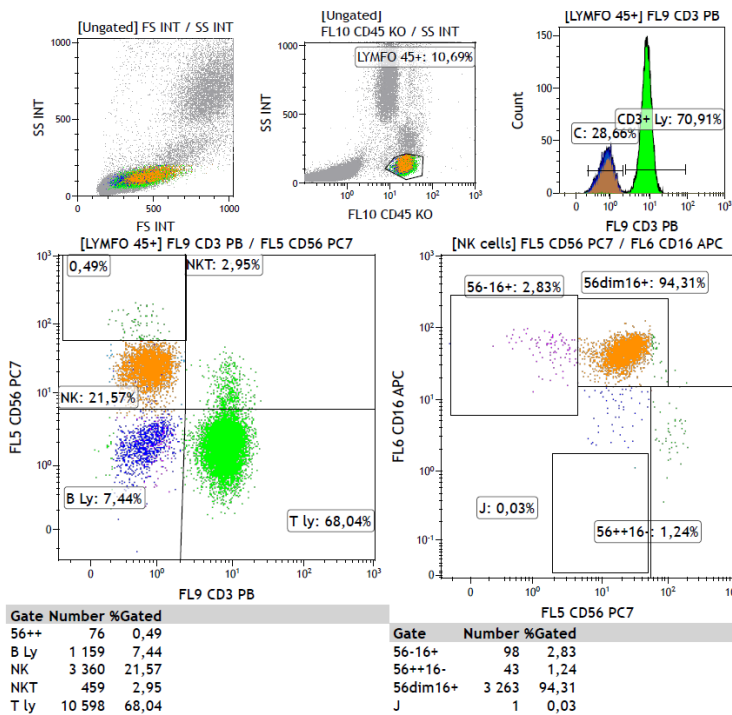 [Ungated] FS INT / SS INT
1000
500
0
SS INT
0
500
1000
FS INT
[Ungated]
FL10 CD45 KO / SS INT
LYMFO 45+: 10,69%
1000
500
0
SS INT
10⁰
10¹
10²
10³
FL10 CD45 KO
[LYMFO 45+] FL9 CD3 PB
150
100
50
0
Count
CD3+ Ly: 70,91%
C: 28,66%
0
10⁰
10¹
10²
10³
FL9 CD3 PB
[LYMFO 45+] FL9 CD3 PB / FL5 CD56 PC7
10³
10²
10¹
10⁰
0
FL5 CD56 PC7
0,49%
NKT: 2,95%
NK: 21,57%
B Ly: 7,44%
T ly: 68,04%
0
10⁰
10¹
10²
10³
FL9 CD3 PB
[NK cells] FL5 CD56 PC7 / FL6 CD16 APC
10³
10²
10¹
10⁰
10-¹
0
FL6 CD16 APC
56-16+: 2,83%
56dim16+: 94,31%
J: 0,03%
56++16-: 1,24%
0
10⁰
10¹
10²
10³
FL5 CD56 PC7
Gate Number %Gated
56++ 76 0,49
B Ly 1 159 7,44
NK 3 360 21,57
NKT 459 2,95
T ly 10 598 68,04
Gate Number %Gated
56-16+ 98 2,83
56++16- 43 1,24
56dim16+ 3 263 94,31
J 1 0,03